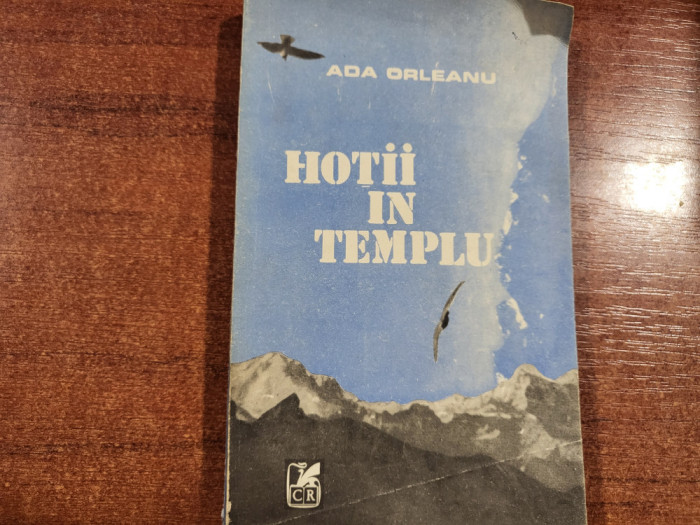 ADA ORLEANU
HOȚii
IN
TEMPLU
CR